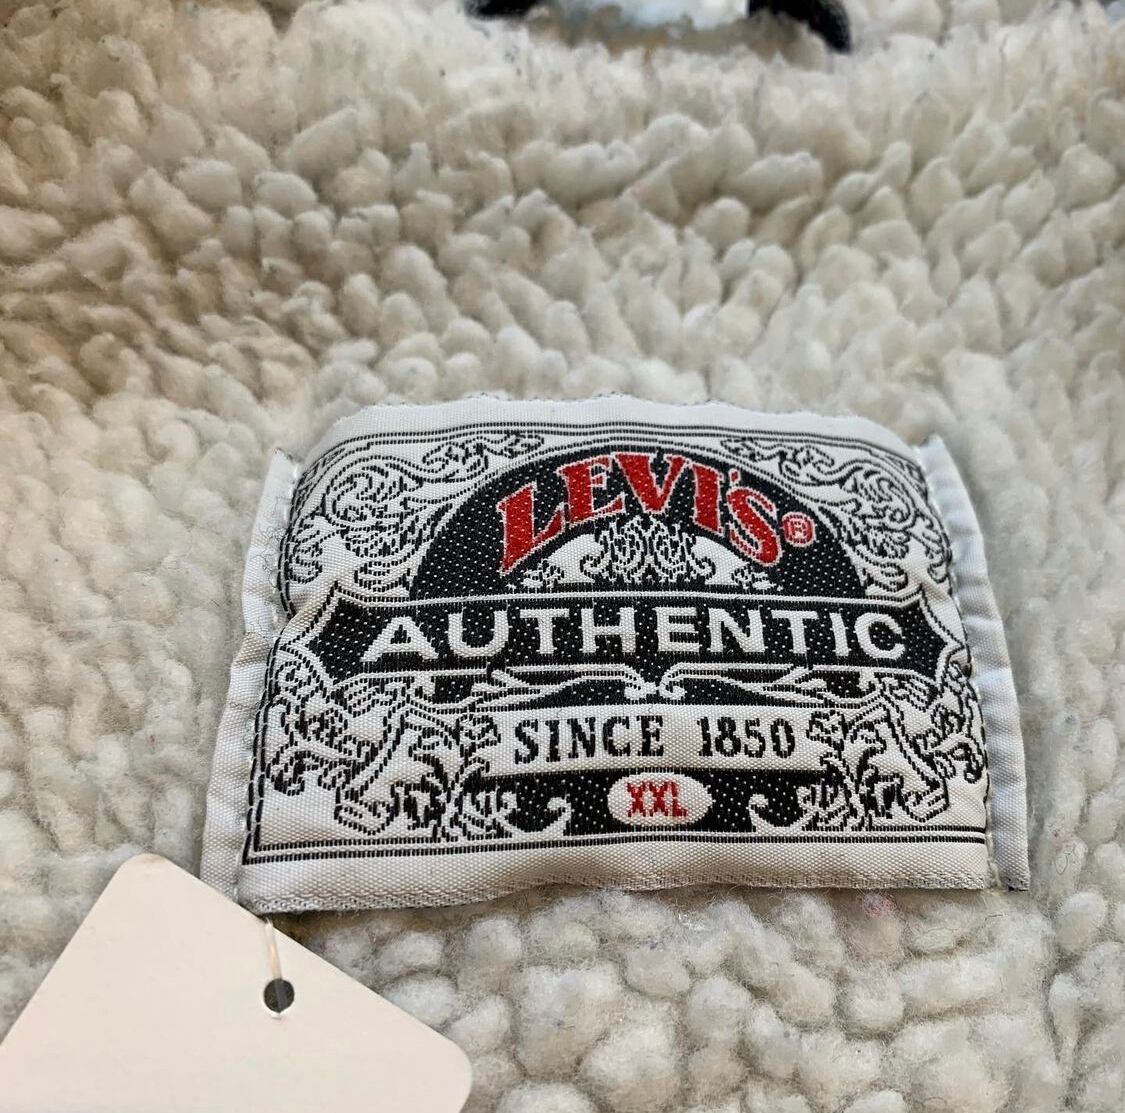 LEVI'S®
AUTHENTIC
SINCE 1850
XXL